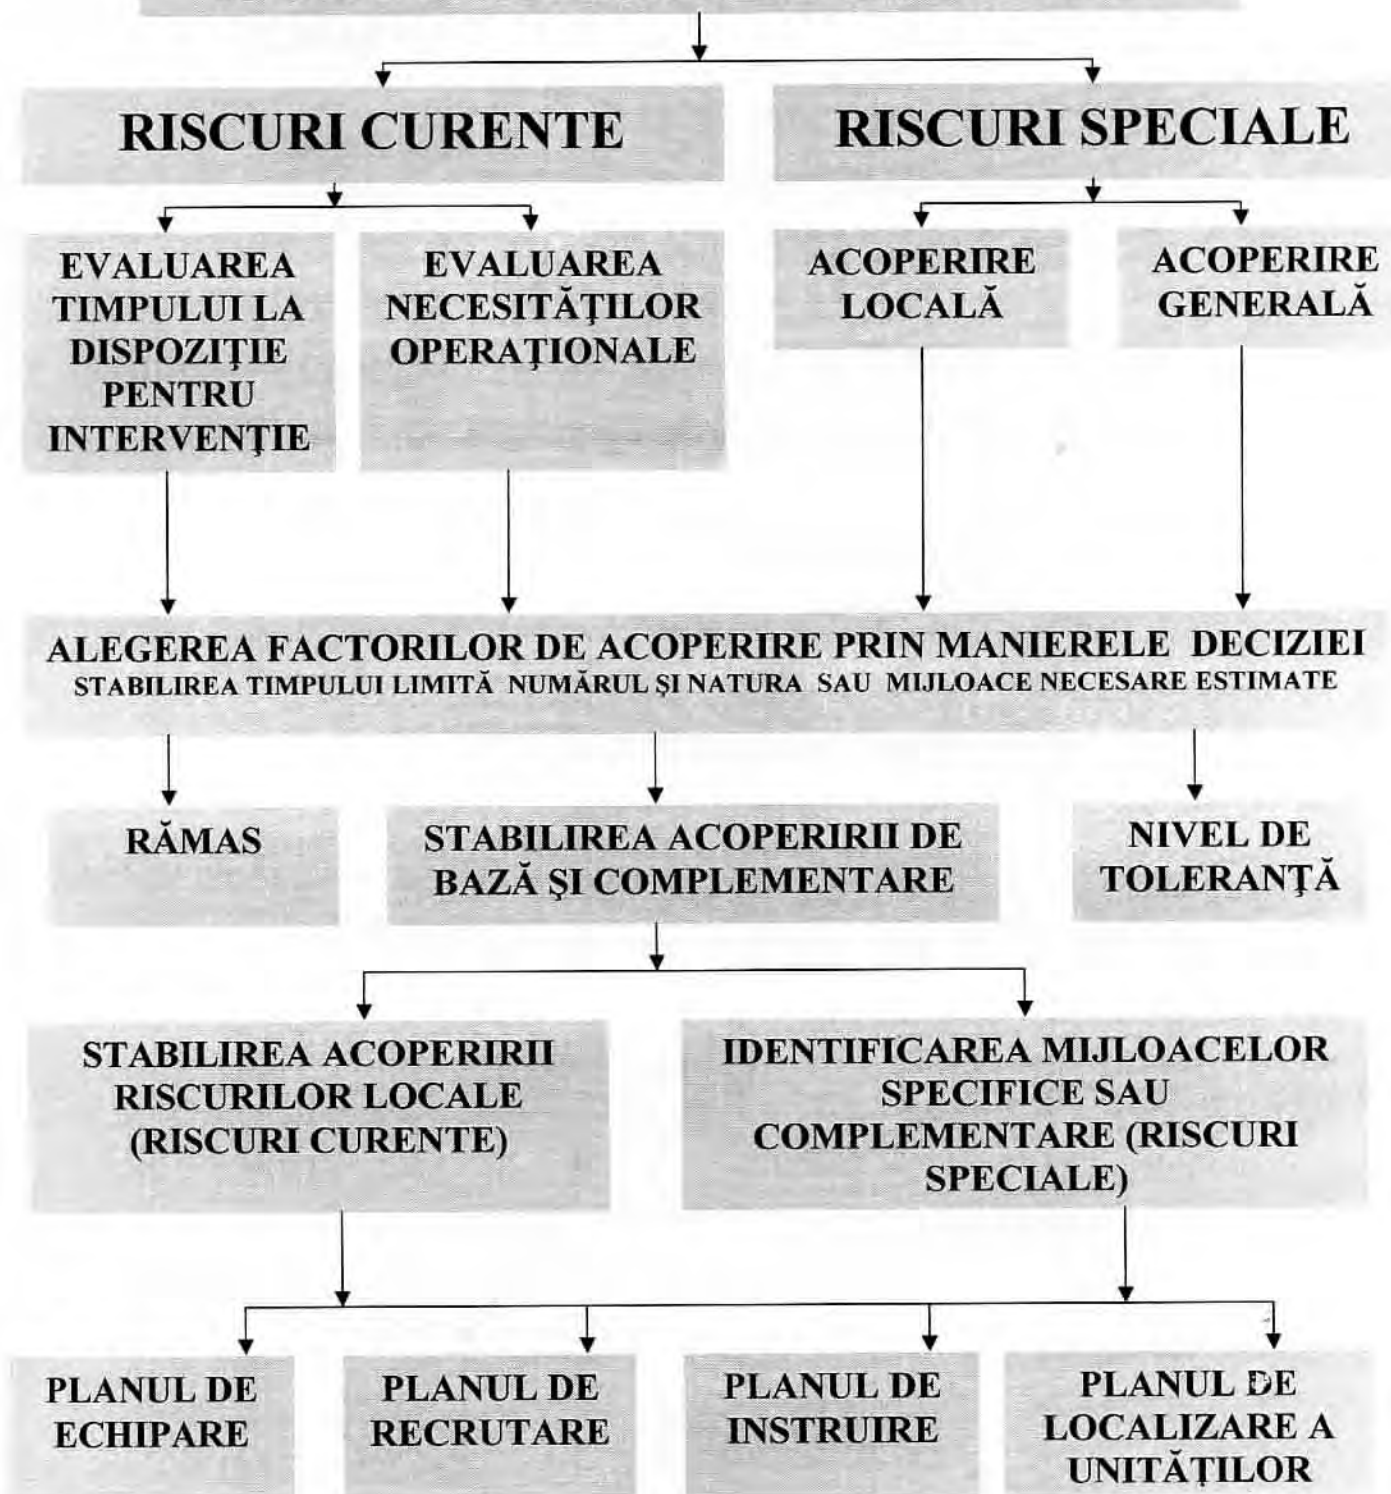 RISCURI CURENTE
RISCURI SPECIALE
EVALUAREA
TIMPULUI LA
DISPOZIŢIE
PENTRU
INTERVENŢIE
EVALUAREA
NECESITĂŢILOR
OPERAŢIONALE
ACOPERIRE
LOCALĂ
ACOPERIRE
GENERALĂ
ALEGEREA FACTORILOR DE ACOPERIRE PRIN MANIERELE DECIZIEI
STABILIREA TIMPULUI LIMITĂ NUMĂRUL ŞI NATURA SAU MIJLOACE NECESARE ESTIMATE
RĂMAS
STABILIREA ACOPERIRII DE
BAZĂ ŞI COMPLEMENTARE
NIVEL DE
TOLERANŢĂ
STABILIREA ACOPERIRII
RISCURILOR LOCALE
(RISCURI CURENTE)
IDENTIFICAREA MIJLOACELOR
SPECIFICE SAU
COMPLEMENTARE (RISCURI
SPECIALE)
PLANUL DE
ECHIPARE
PLANUL DE
RECRUTARE
PLANUL DE
INSTRUIRE
PLANUL DE
LOCALIZARE A
UNITĂŢILOR